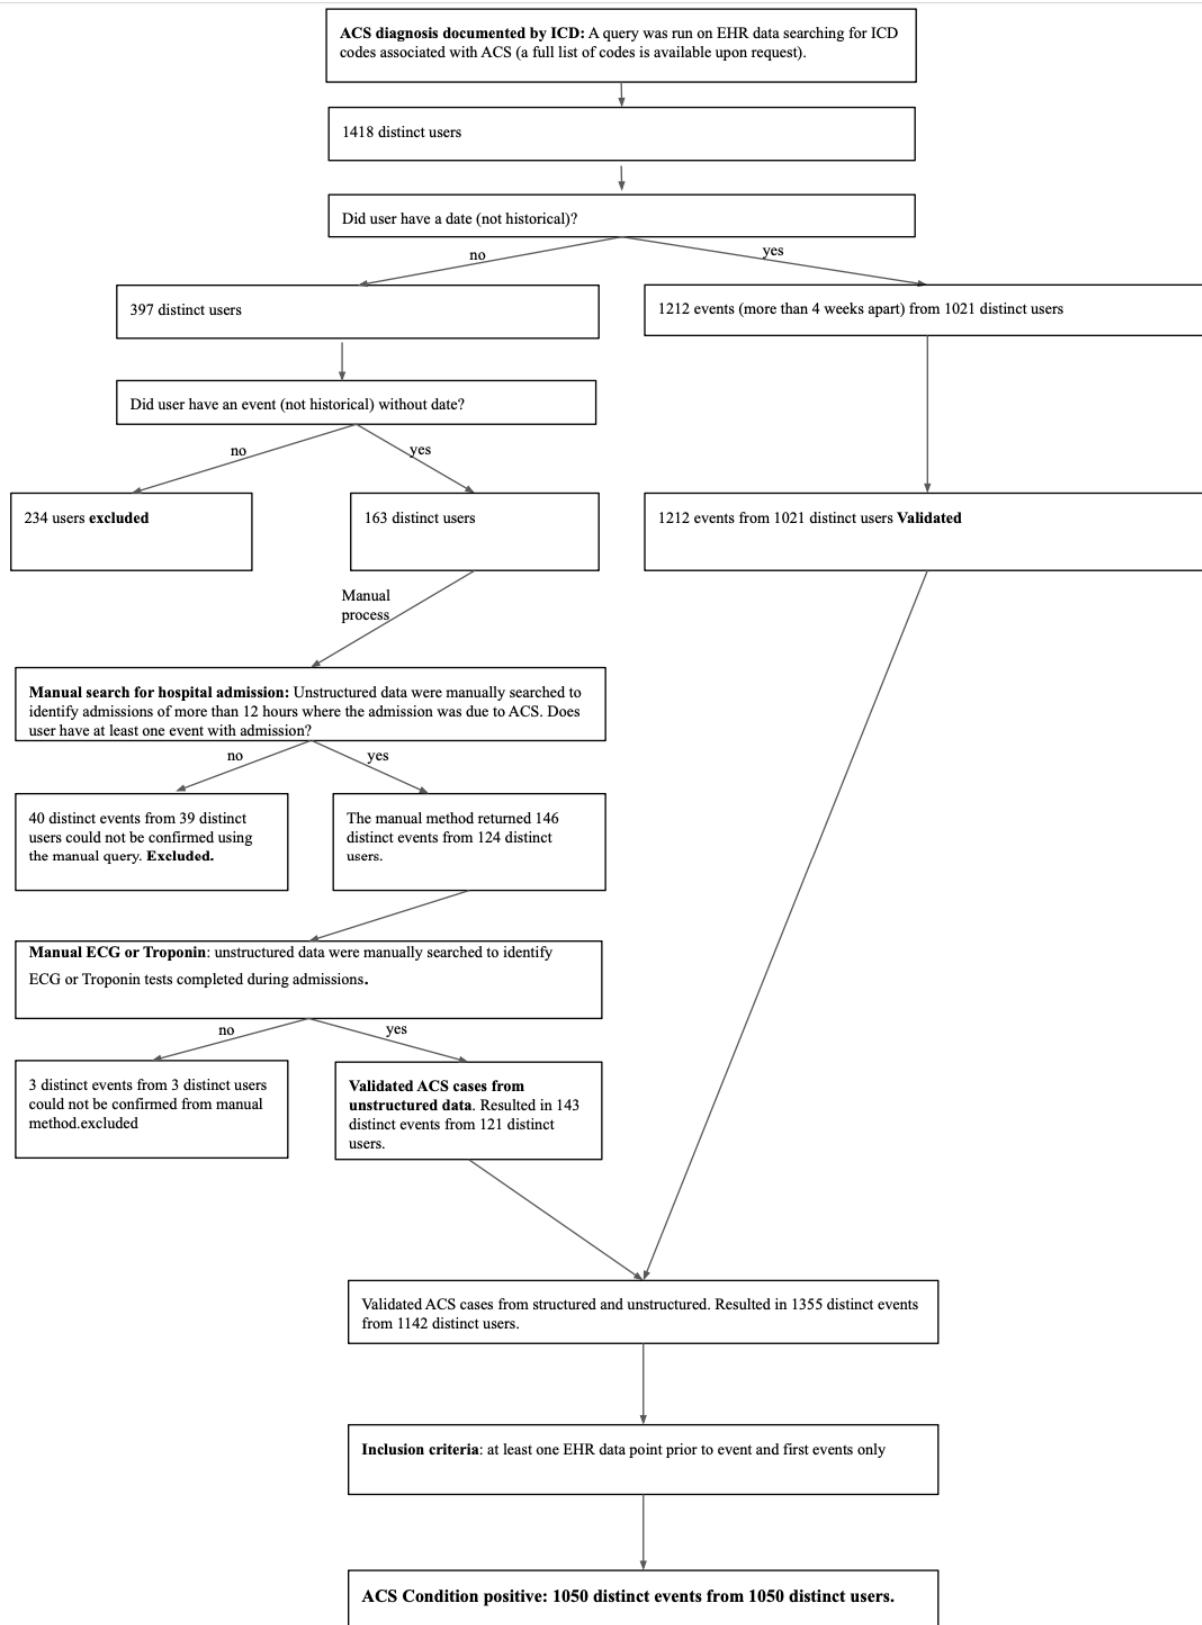 ACS diagnosis documented by ICD: A query was run on EHR data searching for ICD
codes associated with ACS (a full list of codes is available upon request).
1418 distinct users
Did user have a date (not historical)?
no
yes
397 distinct users
1212 events (more than 4 weeks apart) from 1021 distinct users
Did user have an event (not historical) without date?
no
yes
234 users excluded
163 distinct users
1212 events from 1021 distinct users Validated
Manual
process
Manual search for hospital admission: Unstructured data were manually searched to
identify admissions of more than 12 hours where the admission was due to ACS. Does
user have at least one event with admission?
no
yes
40 distinct events from 39 distinct
users could not be confirmed using
the manual query. Excluded.
The manual method returned 146
distinct events from 124 distinct
users.
Manual ECG or Troponin: unstructured data were manually searched to identify
ECG or Troponin tests completed during admissions.
no
yes
3 distinct events from 3 distinct users
could not be confirmed from manual
method.excluded
Validated ACS cases from
unstructured data. Resulted in 143
distinct events from 121 distinct
users.
Validated ACS cases from structured and unstructured. Resulted in 1355 distinct events
from 1142 distinct users.
Inclusion criteria: at least one EHR data point prior to event and first events only
ACS Condition positive: 1050 distinct events from 1050 distinct users.